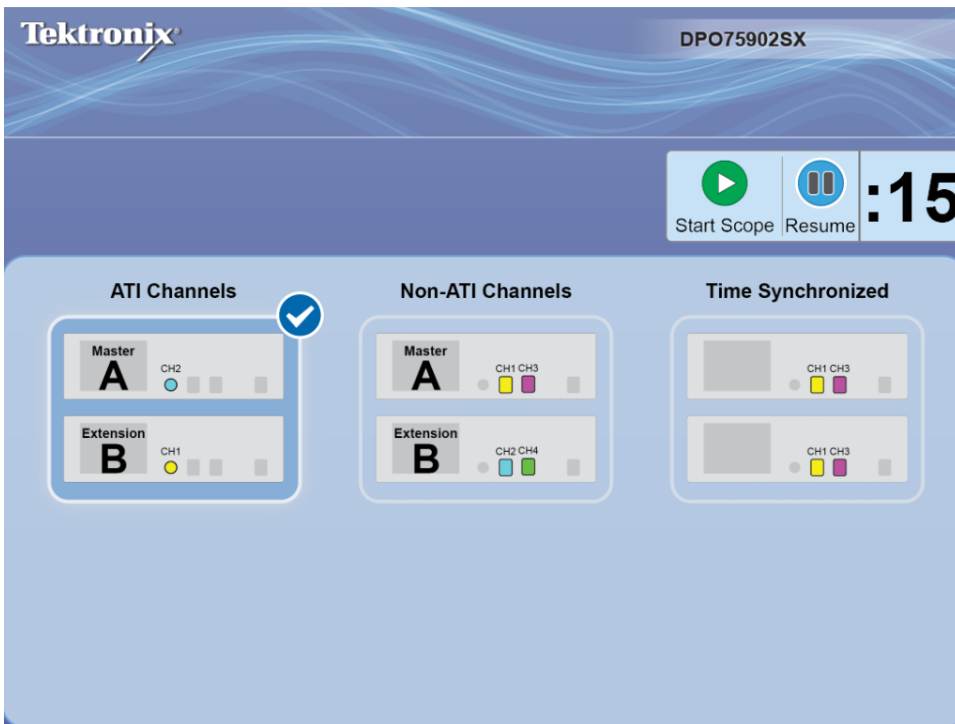 Tektronix
DPO75902SX
Start Scope Resume :15
ATI Channels Non-ATI Channels Time Synchronized
Master
A
CH2
Extension
B
CH1
Master
A
CH1 CH3
Extension
B
CH2 CH4
CH1 CH3
CH1 CH3